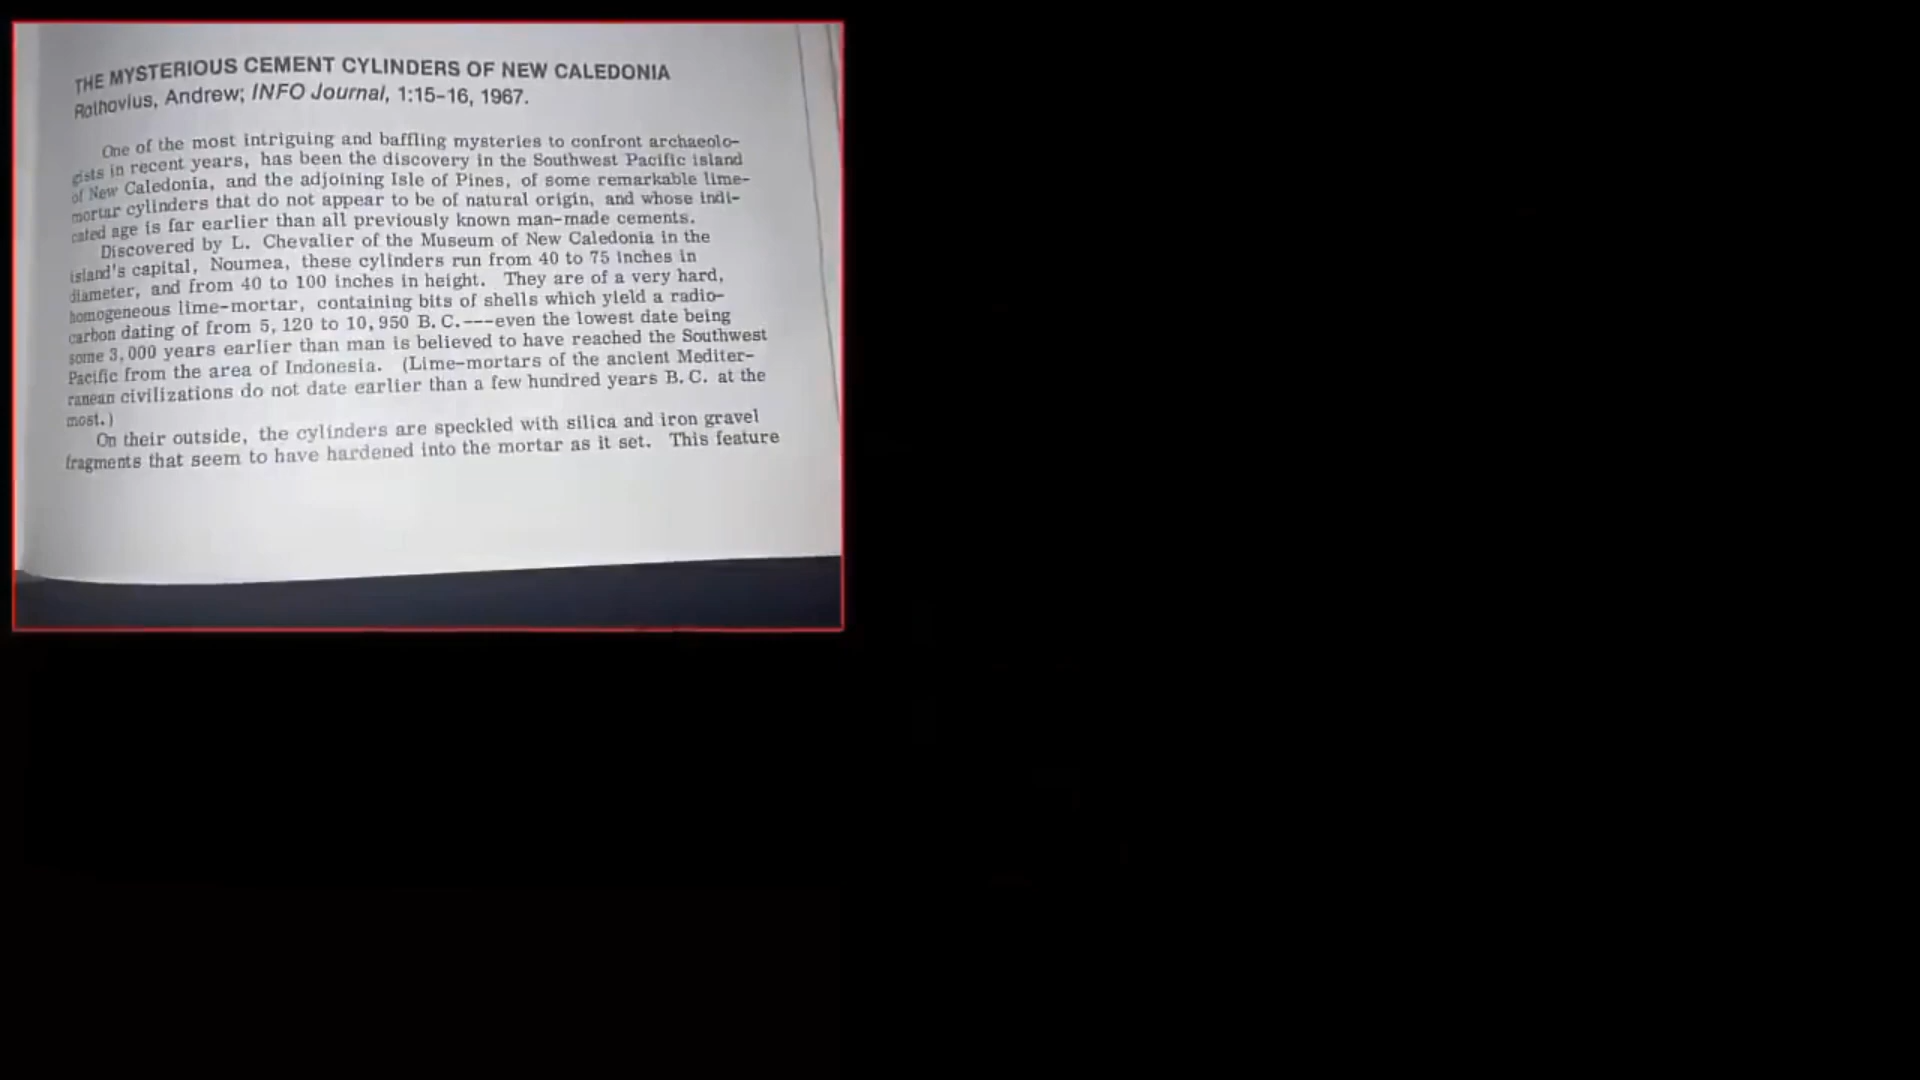 THE MYSTERIOUS CEMENT CYLINDERS OF NEW CALEDONIA
Rothovius, Andrew; INFO Journal, 1:15-16, 1967.
One of the most intriguing and baffling mysteries to confront archaeolo-
gists in recent years, has been the discovery in the Southwest Pacific island
of New Caledonia, and the adjoining Isle of Pines, of some remarkable lime-
mortar cylinders that do not appear to be of natural origin, and whose indi-
cated age is far earlier than all previously known man-made cements.
Discovered by L. Chevalier of the Museum of New Caledonia in the
island's capital, Noumea, these cylinders run from 40 to 75 inches in
diameter, and from 40 to 100 inches in height. They are of a very hard,
homogeneous lime-mortar, containing bits of shells which yield a radio-
carbon dating of from 5,120 to 10,950 B.C.---even the lowest date being
some 3,000 years earlier than man is believed to have reached the Southwest
Pacific from the area of Indonesia. (Lime-mortars of the ancient Mediter-
ranean civilizations do not date earlier than a few hundred years B.C. at the
most.)
On their outside, the cylinders are speckled with silica and iron gravel
fragments that seem to have hardened into the mortar as it set. This feature